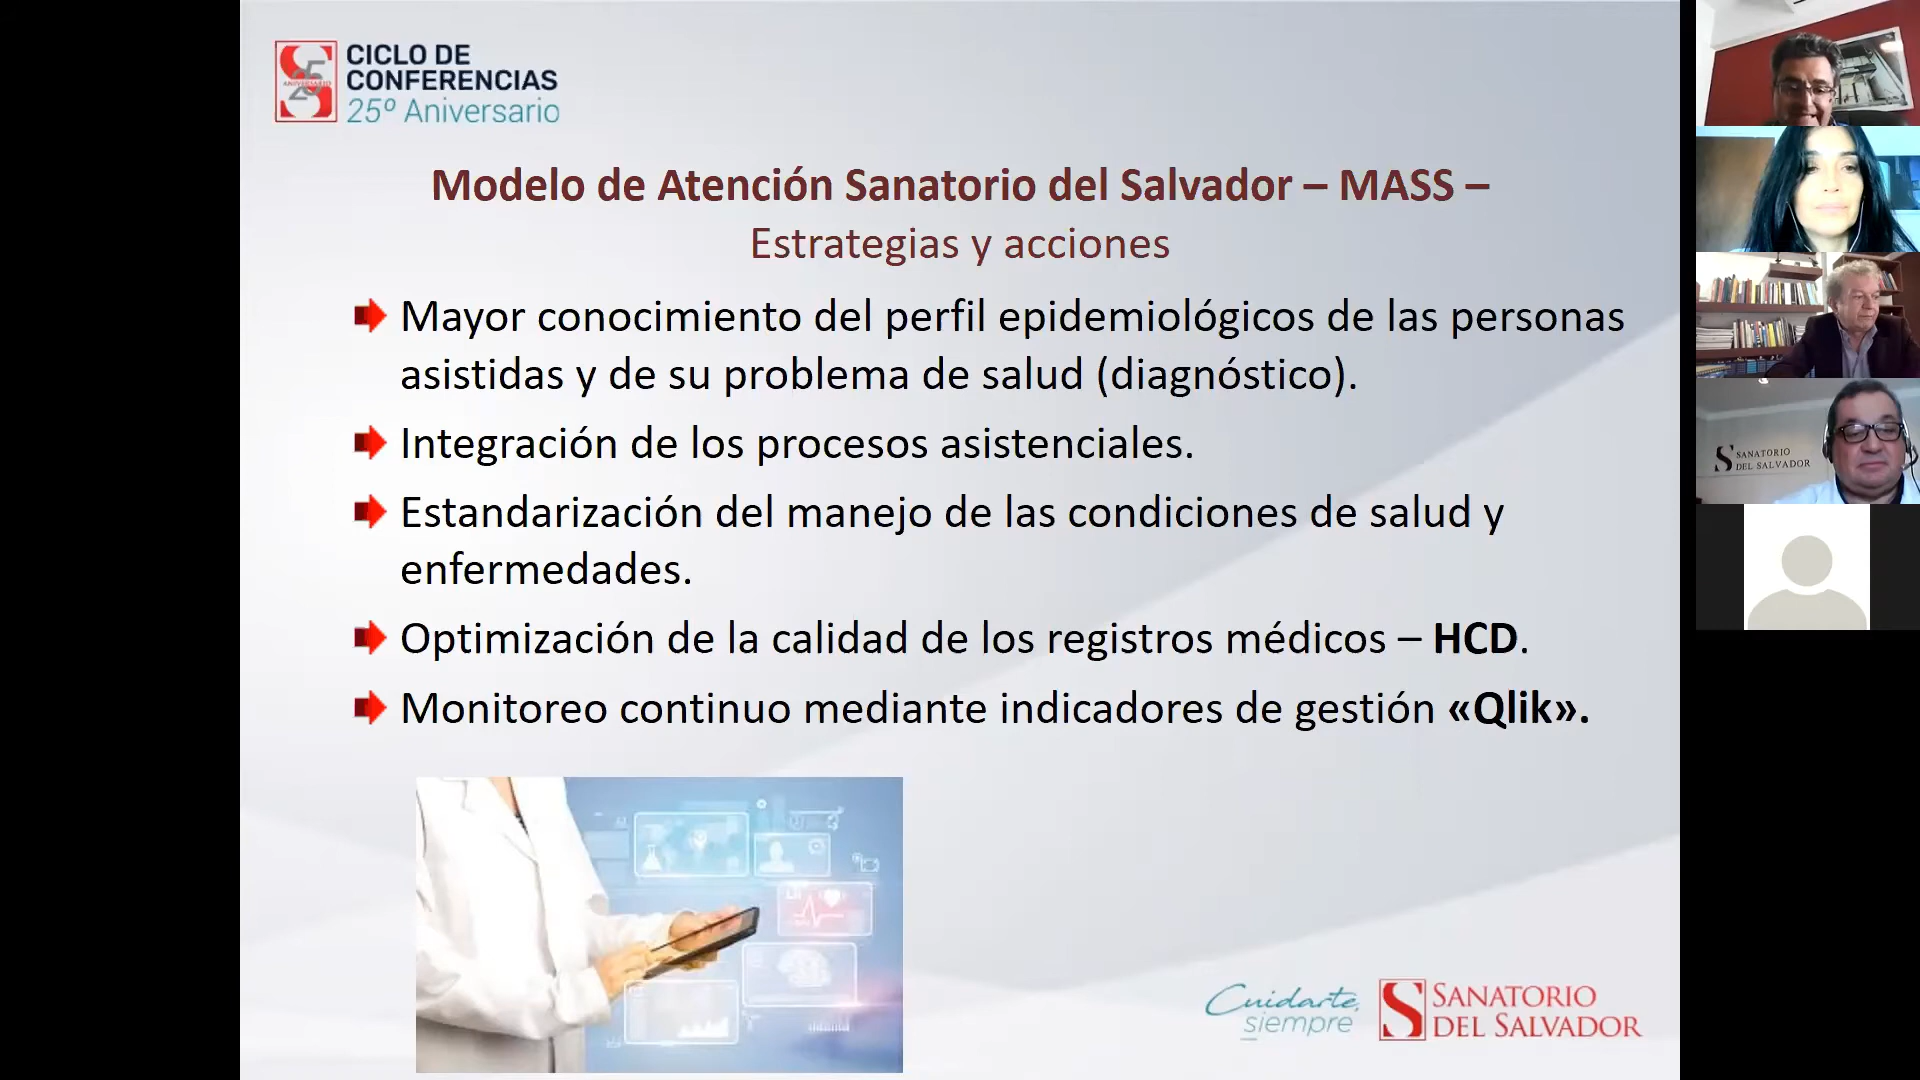 CICLO DE
CONFERENCIAS
25º Aniversario
25
ANIVERSARIO
Modelo de Atención Sanatorio del Salvador – MASS –
Estrategias y acciones
Mayor conocimiento del perfil epidemiológicos de las personas
asistidas y de su problema de salud (diagnóstico).
Integración de los procesos asistenciales.
Estandarización del manejo de las condiciones de salud y
enfermedades.
Optimización de la calidad de los registros médicos – HCD.
Monitoreo continuo mediante indicadores de gestión «Qlik».
Cuidarte,
siempre
SANATORIO
DEL SALVADOR
SANATORIO
DEL SALVADOR